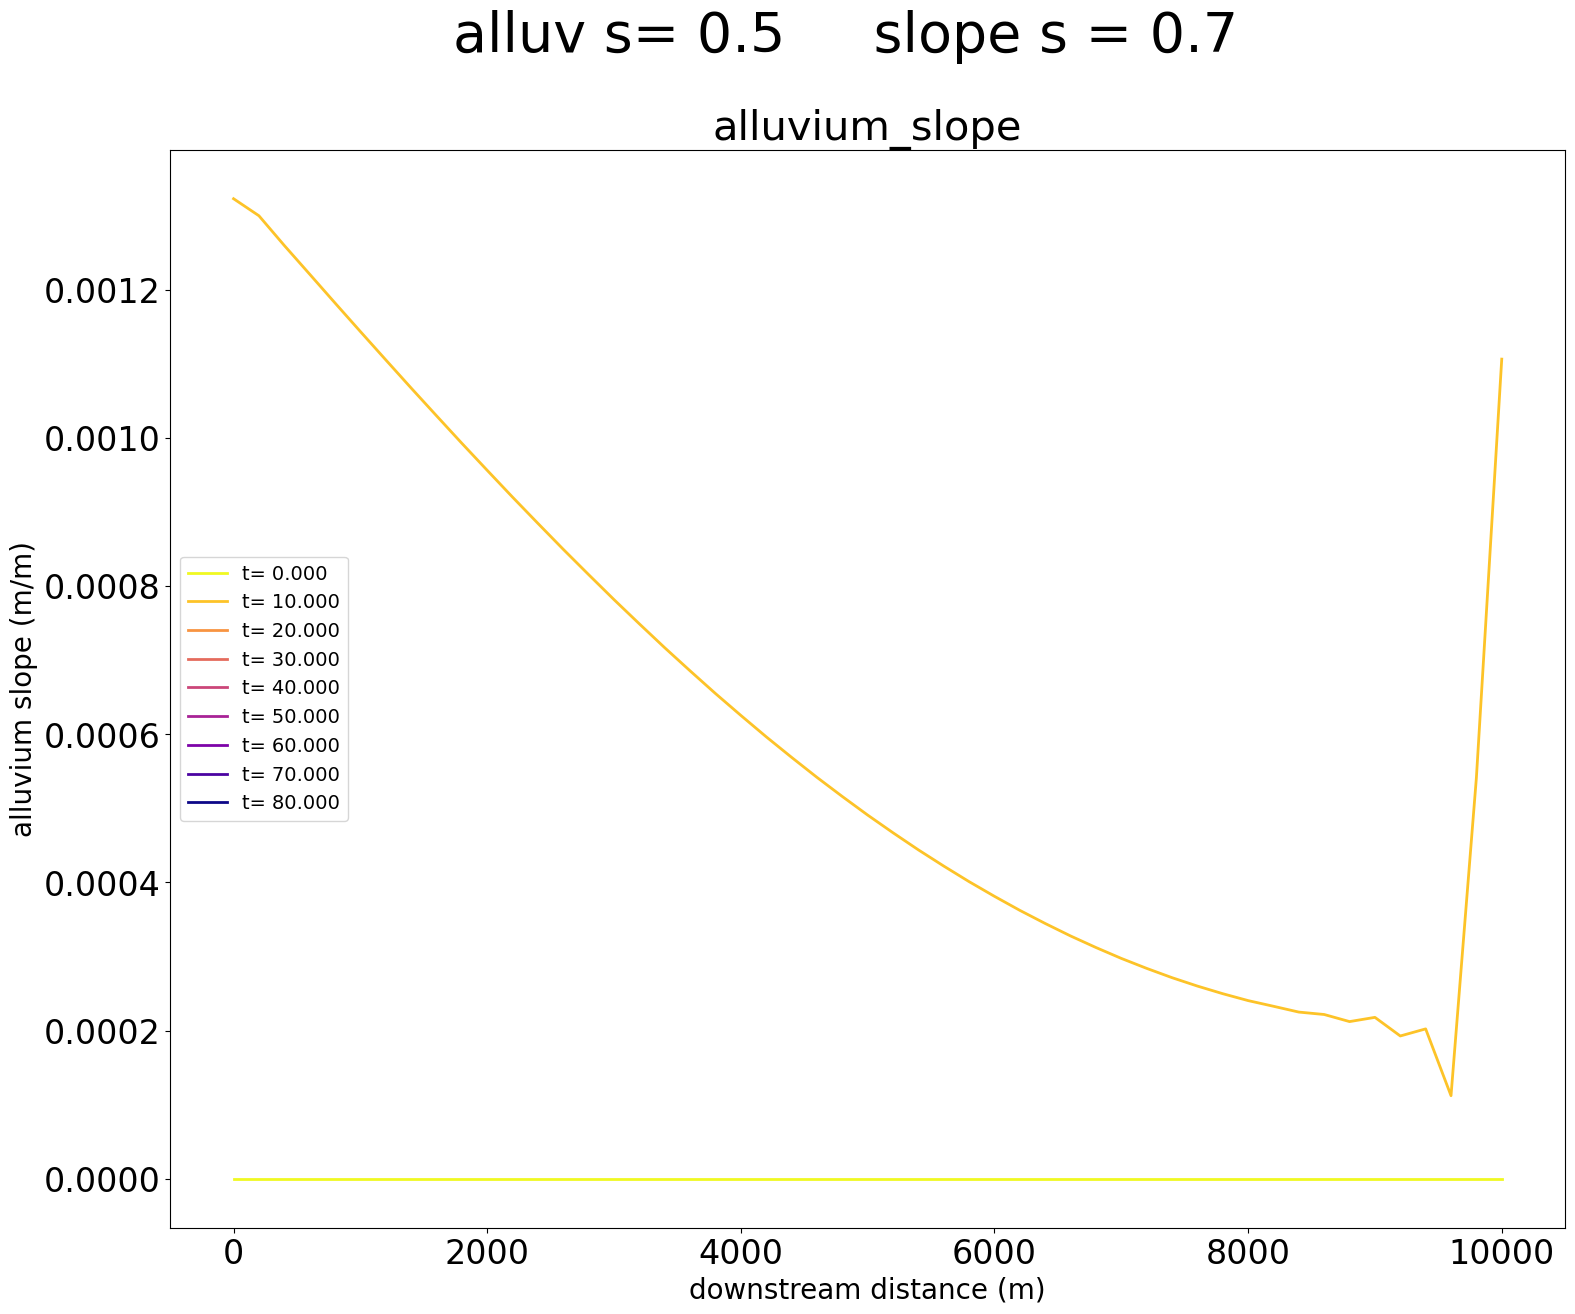 alluv s= 0.5 slope s = 0.7
alluvium_slope
alluvium slope (m/m)
0.0012
0.0010
0.0008
0.0006
0.0004
0.0002
0.0000
t= 0.000
t= 10.000
t= 20.000
t= 30.000
t= 40.000
t= 50.000
t= 60.000
t= 70.000
t= 80.000
0 2000 4000 6000 8000 10000
downstream distance (m)